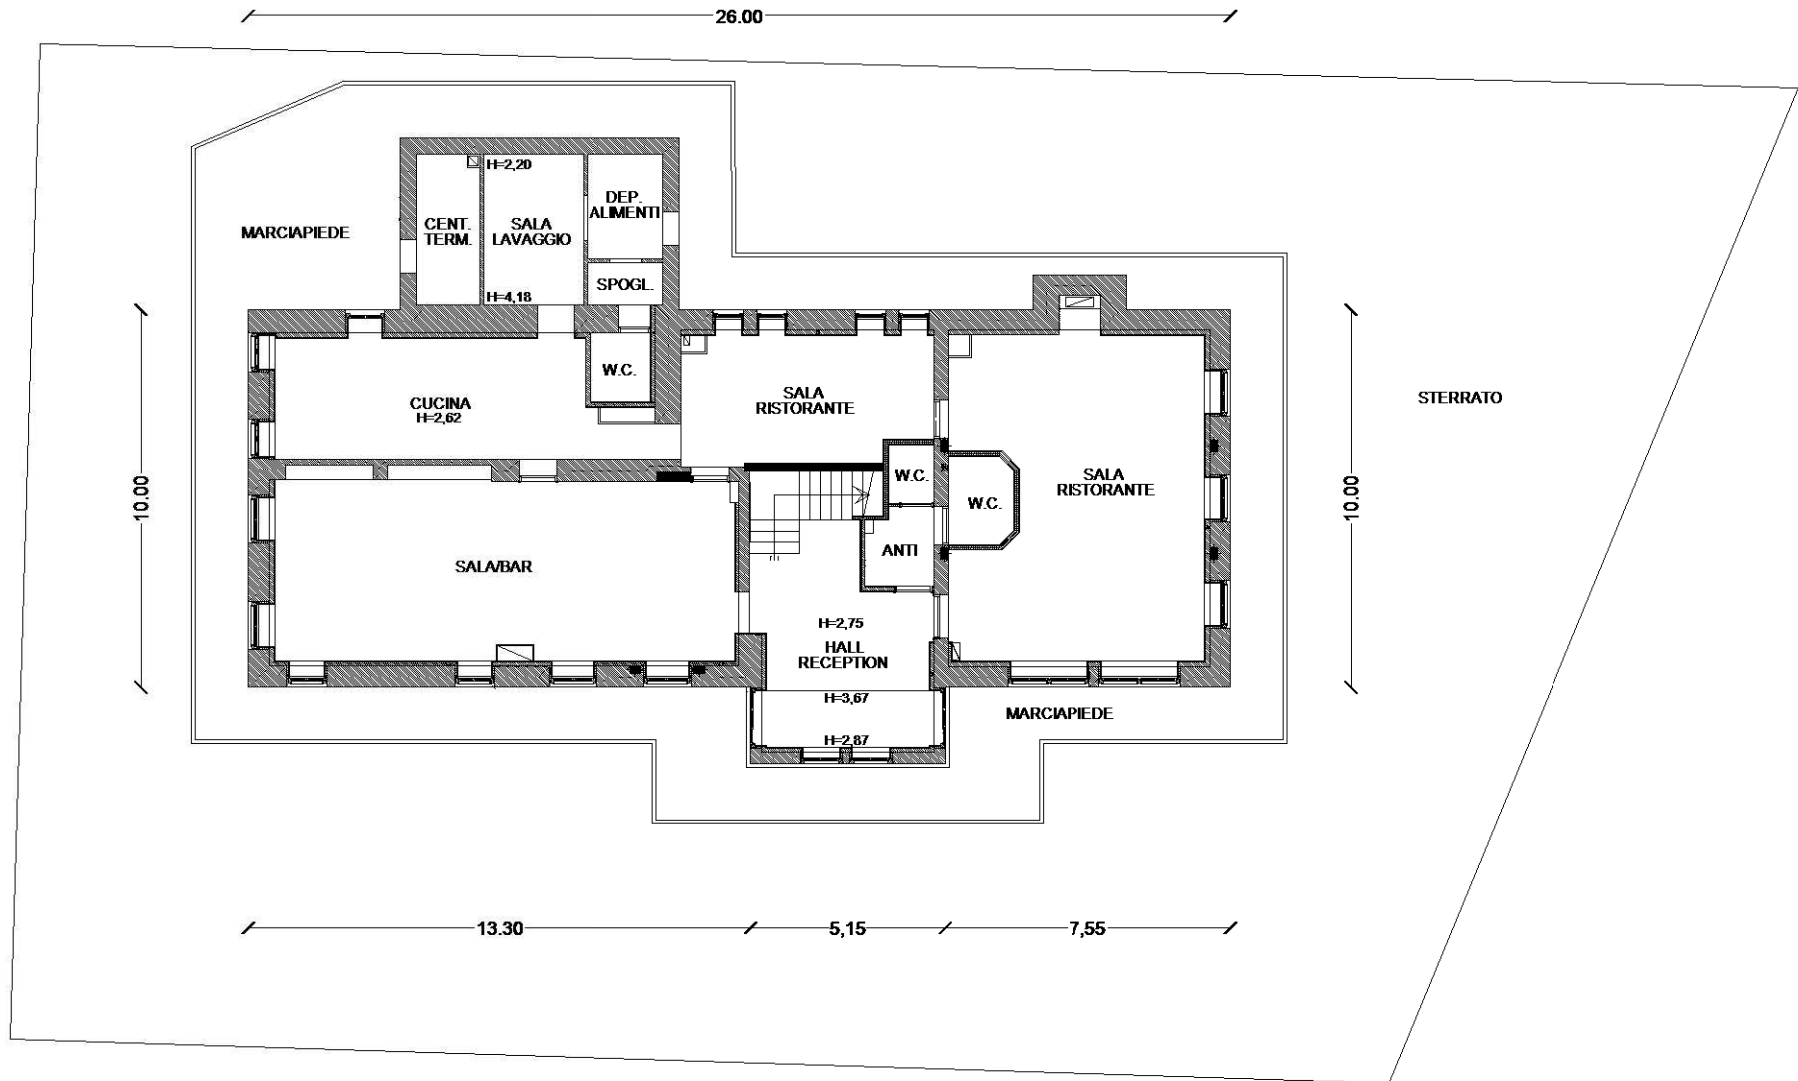 26.00
H=2,20
DEP.
ALIMENTI
MARCIAPIEDE
CENT.
TERM.
SALA
LAVAGGIO
SPOGL.
H=4,18
W.C.
CUCINA
H=2,62
SALA
RISTORANTE
STERRATO
10.00
W.C.
W.C.
SALA
RISTORANTE
10.00
ANTI
SALA/BAR
H=2,75
HALL
RECEPTION
H=3,67
H=2,87
MARCIAPIEDE
13.30
5,15
7,55